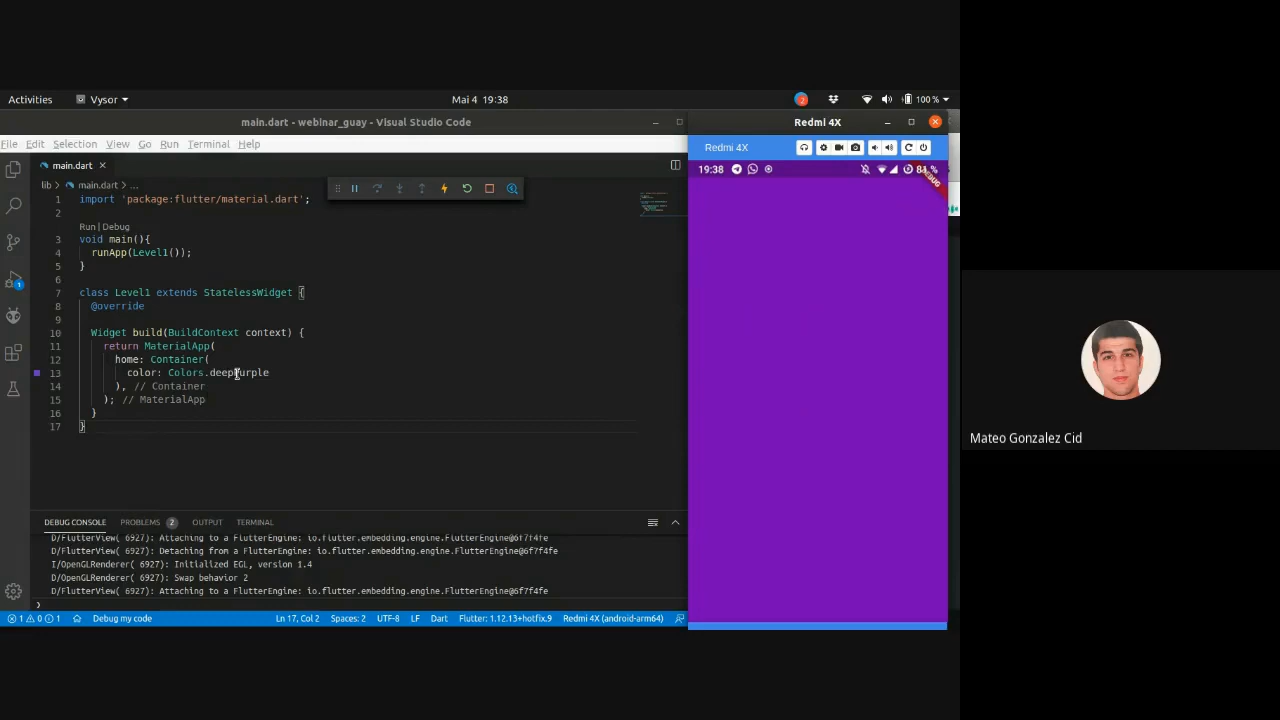 Activities Vysor Mai 4 19:38 2 100 %
main.dart - webinar_guay - Visual Studio Code
Redmi 4X
File Edit Selection View Go Run Terminal Help
Redmi 4X
main.dart
19:38
DEBUG
lib > main.dart > ...
1 import 'package:flutter/material.dart';
2
Run | Debug
3 void main(){
4 runApp(Level1());
5 }
6
7 class Level1 extends StatelessWidget {
8 @override
9
10 Widget build(BuildContext context) {
11 return MaterialApp(
12 home: Container(
13 color: Colors.deepPurple
14 ), // Container
15 ); // MaterialApp
16 }
17 }
1
Mateo Gonzalez Cid
DEBUG CONSOLE PROBLEMS 2 OUTPUT TERMINAL
D/FlutterView( 6927): Attaching to a FlutterEngine: io.flutter.embedding.engine.FlutterEngine@6f7f4fe
D/FlutterView( 6927): Detaching from a FlutterEngine: io.flutter.embedding.engine.FlutterEngine@6f7f4fe
I/OpenGLRenderer( 6927): Initialized EGL, version 1.4
D/OpenGLRenderer( 6927): Swap behavior 2
D/FlutterView( 6927): Attaching to a FlutterEngine: io.flutter.embedding.engine.FlutterEngine@6f7f4fe
1 0 1 Debug my code Ln 17, Col 2 Spaces: 2 UTF-8 LF Dart Flutter: 1.12.13+hotfix.9 Redmi 4X (android-arm64)